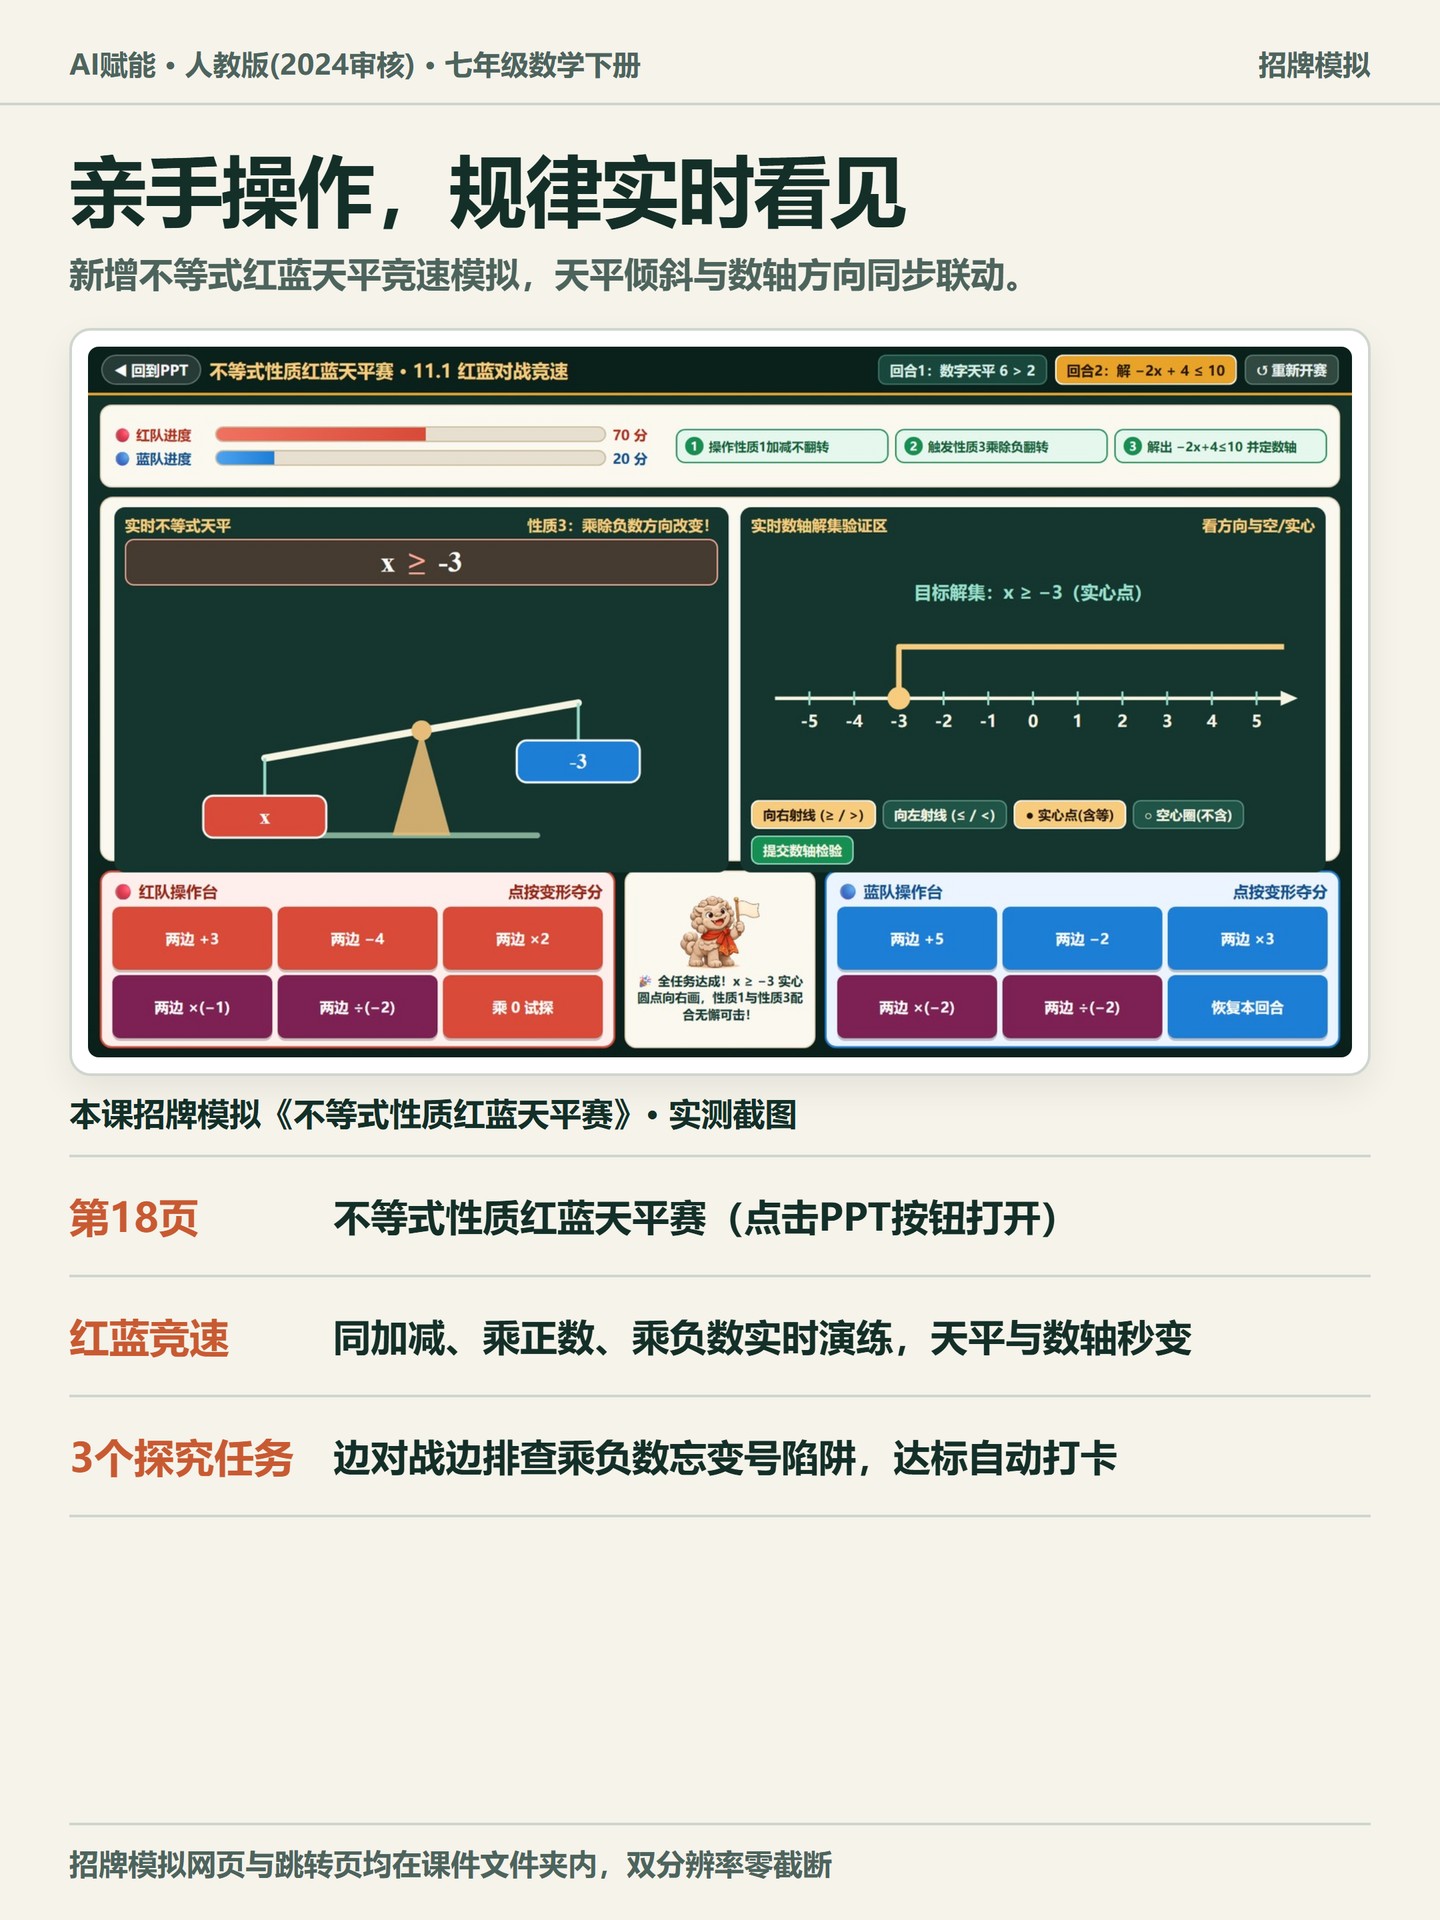 AI赋能 • 人教版(2024审核) • 七年级数学下册
招牌模拟
亲手操作，规律实时看见
新增不等式红蓝天平竞速模拟，天平倾斜与数轴方向同步联动。
◀ 回到PPT
不等式性质红蓝天平赛 • 11.1 红蓝对战竞速
回合1：数字天平 6 > 2
回合2：解 −2x + 4 ≤ 10
↺ 重新开赛
红队进度
70 分
蓝队进度
20 分
1 操作性质1加减不翻转
2 触发性质3乘除负翻转
3 解出 −2x+4≤10 并定数轴
实时不等式天平
性质3：乘除负数方向改变！
x ≥ -3
-3
x
实时数轴解集验证区
看方向与空/实心
目标解集：x ≥ −3（实心点）
-5 -4 -3 -2 -1 0 1 2 3 4 5
向右射线 (≥ / >)
向左射线 (≤ / <)
● 实心点(含等)
○ 空心圈(不含)
提交数轴检验
红队操作台
点按变形夺分
两边 +3
两边 −4
两边 ×2
两边 ×(−1)
两边 ÷(−2)
乘 0 试探
🎉 全任务达成！x ≥ −3 实心
圆点向右画，性质1与性质3配
合无懈可击！
蓝队操作台
点按变形夺分
两边 +5
两边 −2
两边 ×3
两边 ×(−2)
两边 ÷(−2)
恢复本回合
本课招牌模拟《不等式性质红蓝天平赛》• 实测截图
第18页
不等式性质红蓝天平赛（点击PPT按钮打开）
红蓝竞速
同加减、乘正数、乘负数实时演练，天平与数轴秒变
3个探究任务
边对战边排查乘负数忘变号陷阱，达标自动打卡
招牌模拟网页与跳转页均在课件文件夹内，双分辨率零截断